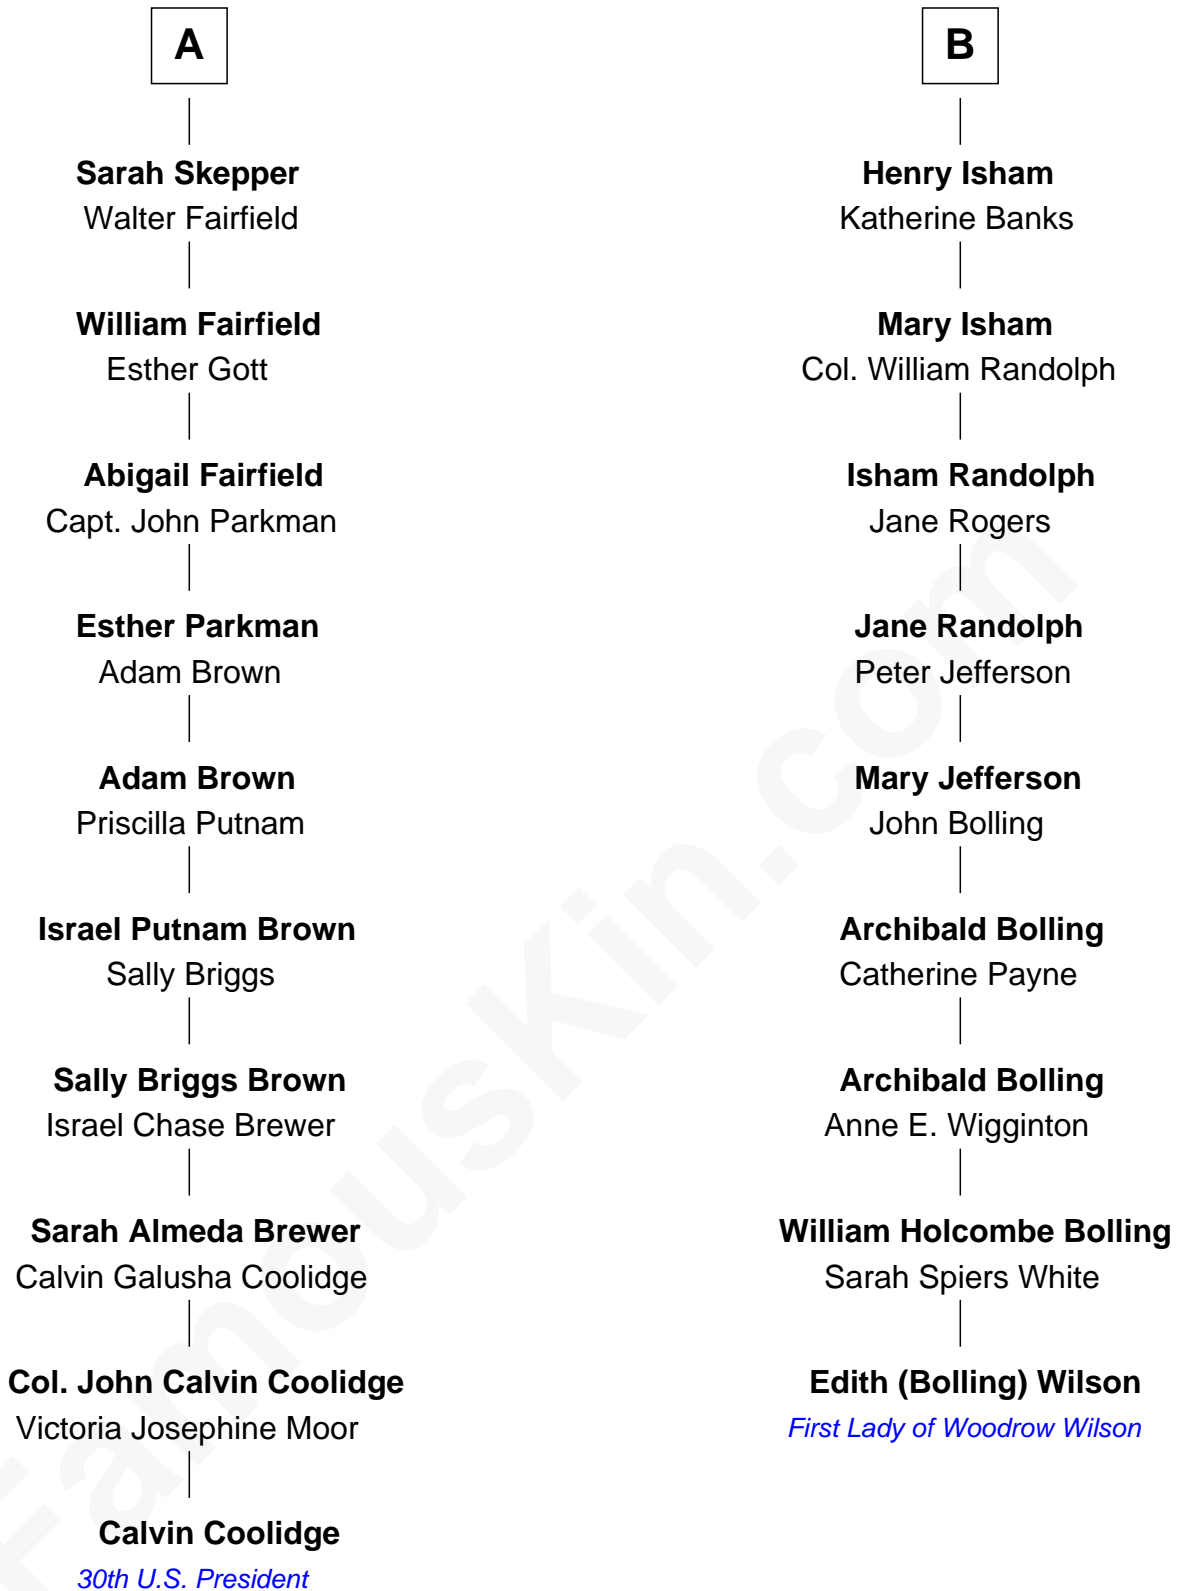 A
Sarah Skepper
Walter Fairfield
William Fairfield
Esther Gott
Abigail Fairfield
Capt. John Parkman
Esther Parkman
Adam Brown
Adam Brown
Priscilla Putnam
Israel Putnam Brown
Sally Briggs
Sally Briggs Brown
Israel Chase Brewer
Sarah Almeda Brewer
Calvin Galusha Coolidge
Col. John Calvin Coolidge
Victoria Josephine Moor
Calvin Coolidge
30th U.S. President
B
Henry Isham
Katherine Banks
Mary Isham
Col. William Randolph
Isham Randolph
Jane Rogers
Jane Randolph
Peter Jefferson
Mary Jefferson
John Bolling
Archibald Bolling
Catherine Payne
Archibald Bolling
Anne E. Wigginton
William Holcombe Bolling
Sarah Spiers White
Edith (Bolling) Wilson
First Lady of Woodrow Wilson
FamousKin.com